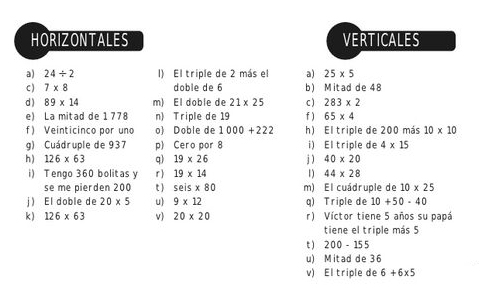 HORIZONTALES
a) 24 ÷ 2
c) 7 x 8
d) 89 x 14
e) La mitad de 1 778
f) Veinticinco por uno
g) Cuádruple de 937
h) 126 x 63
i) Tengo 360 bolitas y
se me pierden 200
j) El doble de 20 x 5
k) 126 x 63
l) El triple de 2 más el
doble de 6
m) El doble de 21 x 25
n) Triple de 19
o) Doble de 1 000 + 222
p) Cero por 8
q) 19 x 26
r) 19 x 14
t) seis x 80
u) 9 x 12
v) 20 x 20
VERTICALES
a) 25 x 5
b) Mitad de 48
c) 283 x 2
f) 65 x 4
h) El triple de 200 más 10 x 10
i) El triple de 4 x 15
j) 40 x 20
l) 44 x 28
m) El cuádruple de 10 x 25
q) Triple de 10 + 50 - 40
r) Víctor tiene 5 años su papá
tiene el triple más 5
t) 200 - 155
u) Mitad de 36
v) El triple de 6 + 6x5